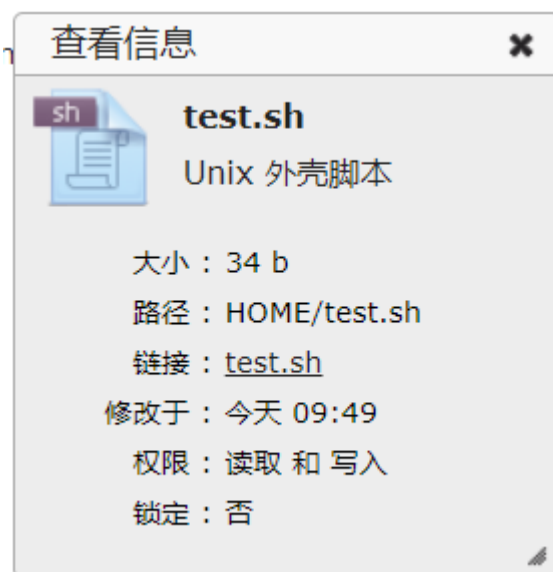 查看信息
sh
test.sh
Unix 外壳脚本
大小 : 34 b
路径 : HOME/test.sh
链接 : test.sh
修改于 : 今天 09:49
权限 : 读取 和 写入
锁定 : 否